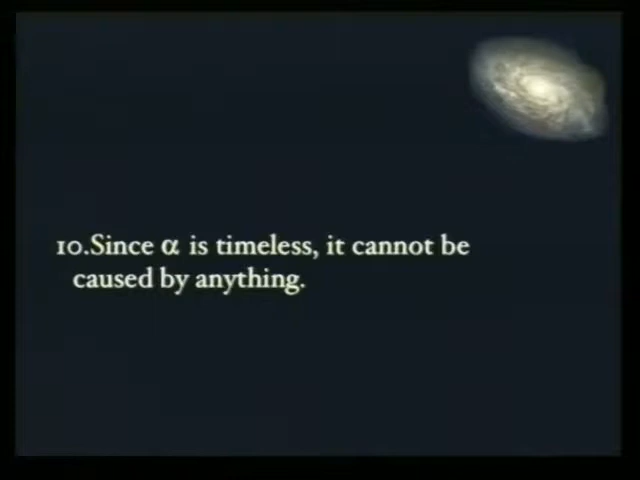 10.Since α is timeless, it cannot be
caused by anything.